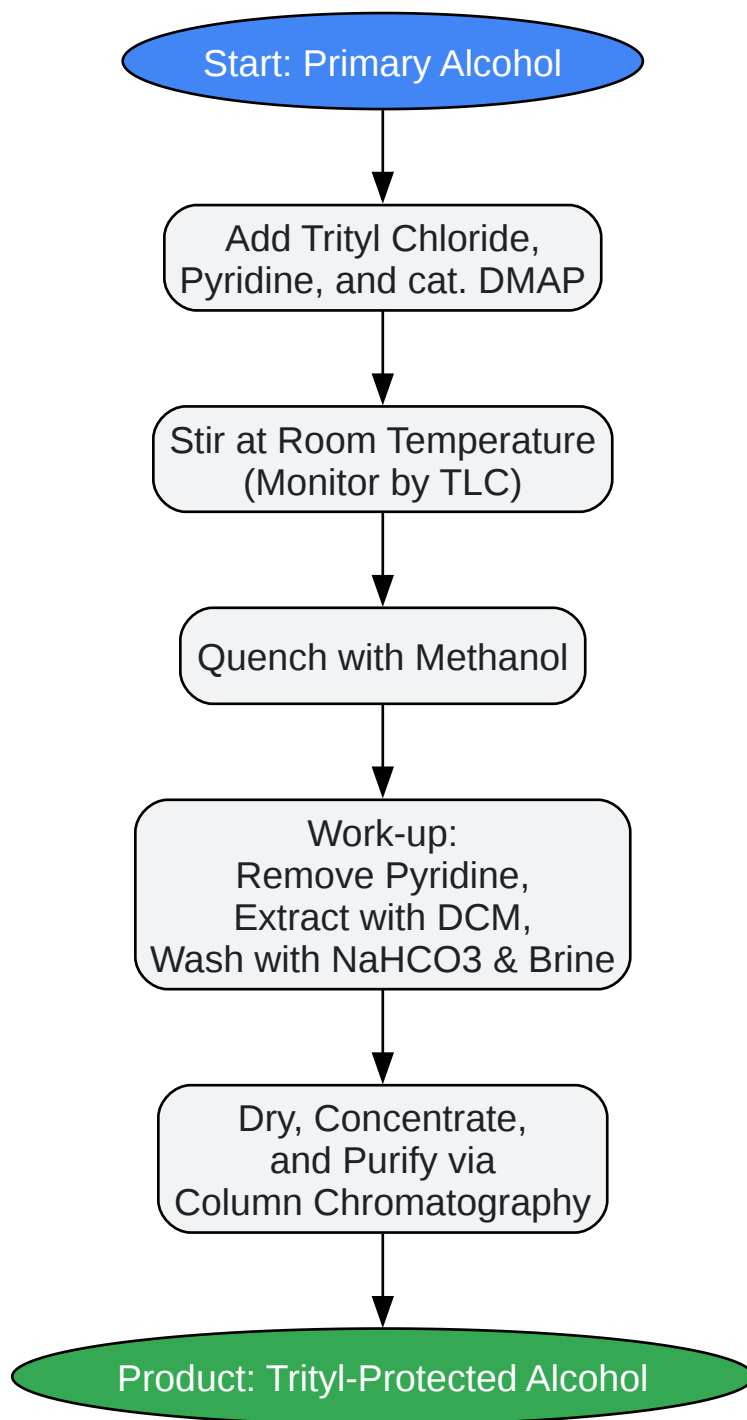 Start: Primary Alcohol
Add Trityl Chloride,
Pyridine, and cat. DMAP
Stir at Room Temperature
(Monitor by TLC)
Quench with Methanol
Work-up:
Remove Pyridine,
Extract with DCM,
Wash with NaHCO3 & Brine
Dry, Concentrate,
and Purify via
Column Chromatography
Product: Trityl-Protected Alcohol